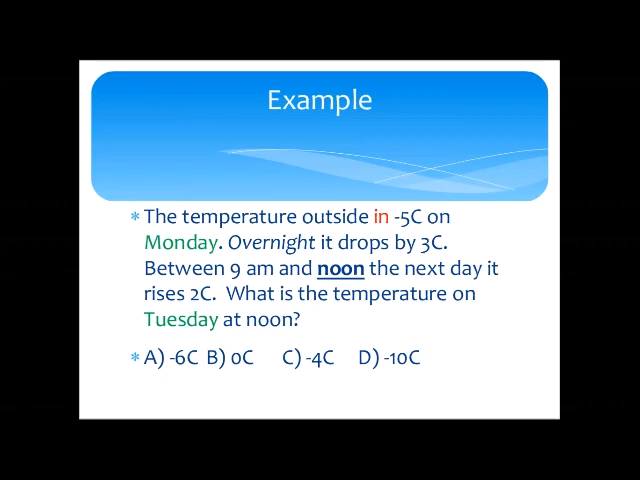 Example
* The temperature outside in -5C on
Monday. Overnight it drops by 3C.
Between 9 am and noon the next day it
rises 2C. What is the temperature on
Tuesday at noon?
* A) -6C B) 0C C) -4C D) -10C